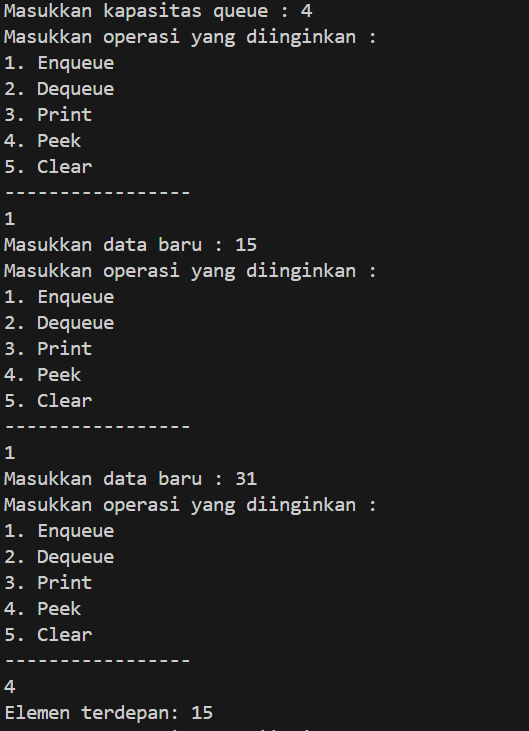 Masukkan kapasitas queue : 4
Masukkan operasi yang diinginkan :
1. Enqueue
2. Dequeue
3. Print
4. Peek
5. Clear
-----------------
1
Masukkan data baru : 15
Masukkan operasi yang diinginkan :
1. Enqueue
2. Dequeue
3. Print
4. Peek
5. Clear
-----------------
1
Masukkan data baru : 31
Masukkan operasi yang diinginkan :
1. Enqueue
2. Dequeue
3. Print
4. Peek
5. Clear
-----------------
4
Elemen terdepan: 15